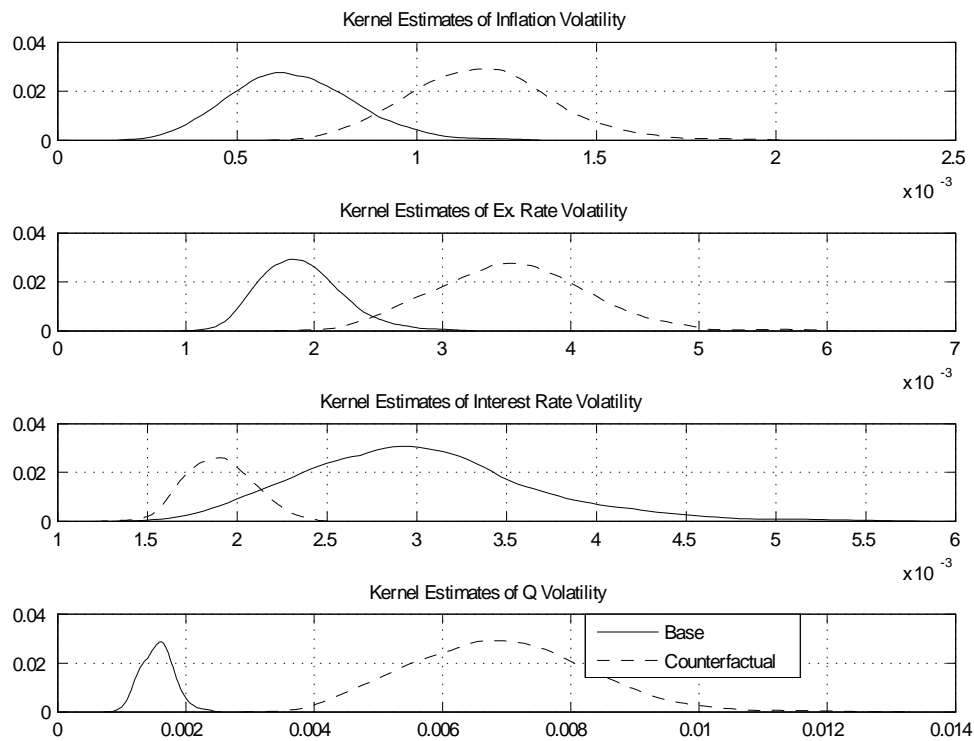 Kernel Estimates of Inflation Volatility
0.04
0.02
0
0 0.5 1 1.5 2 2.5
x10 -3
Kernel Estimates of Ex. Rate Volatility
0.04
0.02
0
0 1 2 3 4 5 6 7
x10 -3
Kernel Estimates of Interest Rate Volatility
0.04
0.02
0
1 1.5 2 2.5 3 3.5 4 4.5 5 5.5 6
x10 -3
Kernel Estimates of Q Volatility
0.04
0.02
0
0 0.002 0.004 0.006 0.008 0.01 0.012 0.014
Base
Counterfactual